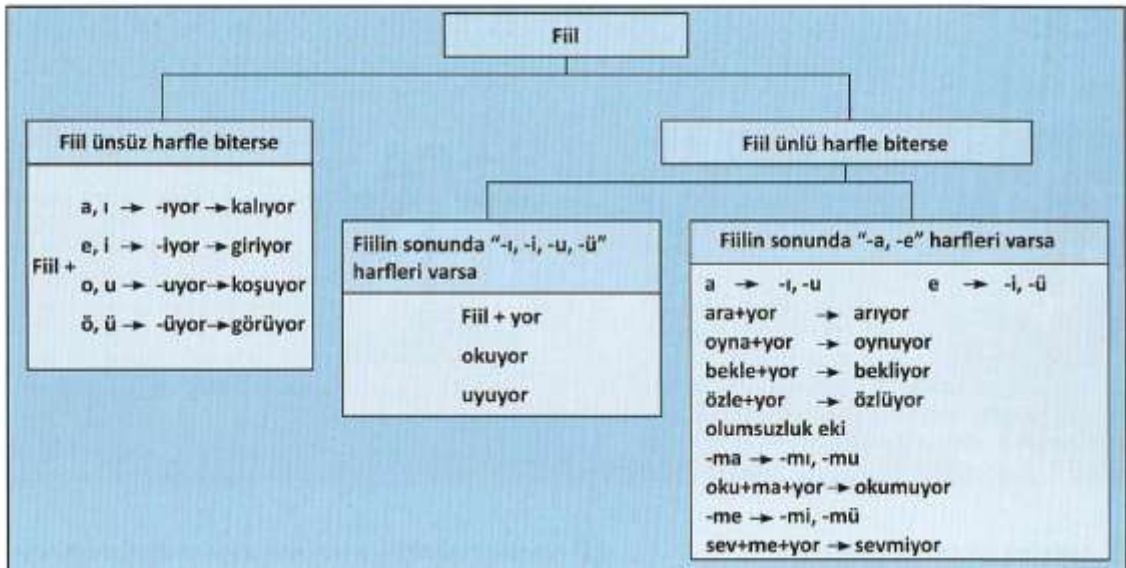 Fiil
Fiil ünsüz harfle biterse
a, ı → -ıyor → kalıyor
e, i → -iyor → giriyor
Fiil +
o, u → -uyor → koşuyor
ö, ü → -üyor → görüyor
Fiil ünlü harfle biterse
Fiilin sonunda "-ı, -i, -u, -ü"
harfleri varsa
Fiil + yor
okuyor
uyuyor
Fiilin sonunda "-a, -e" harfleri varsa
a → -ı, -u e → -i, -ü
ara+yor → arıyor
oyna+yor → oynuyor
bekle+yor → bekliyor
özle+yor → özlüyor
olumsuzluk eki
-ma → -mı, -mu
oku+ma+yor → okumuyor
-me → -mi, -mü
sev+me+yor → sevmiyor